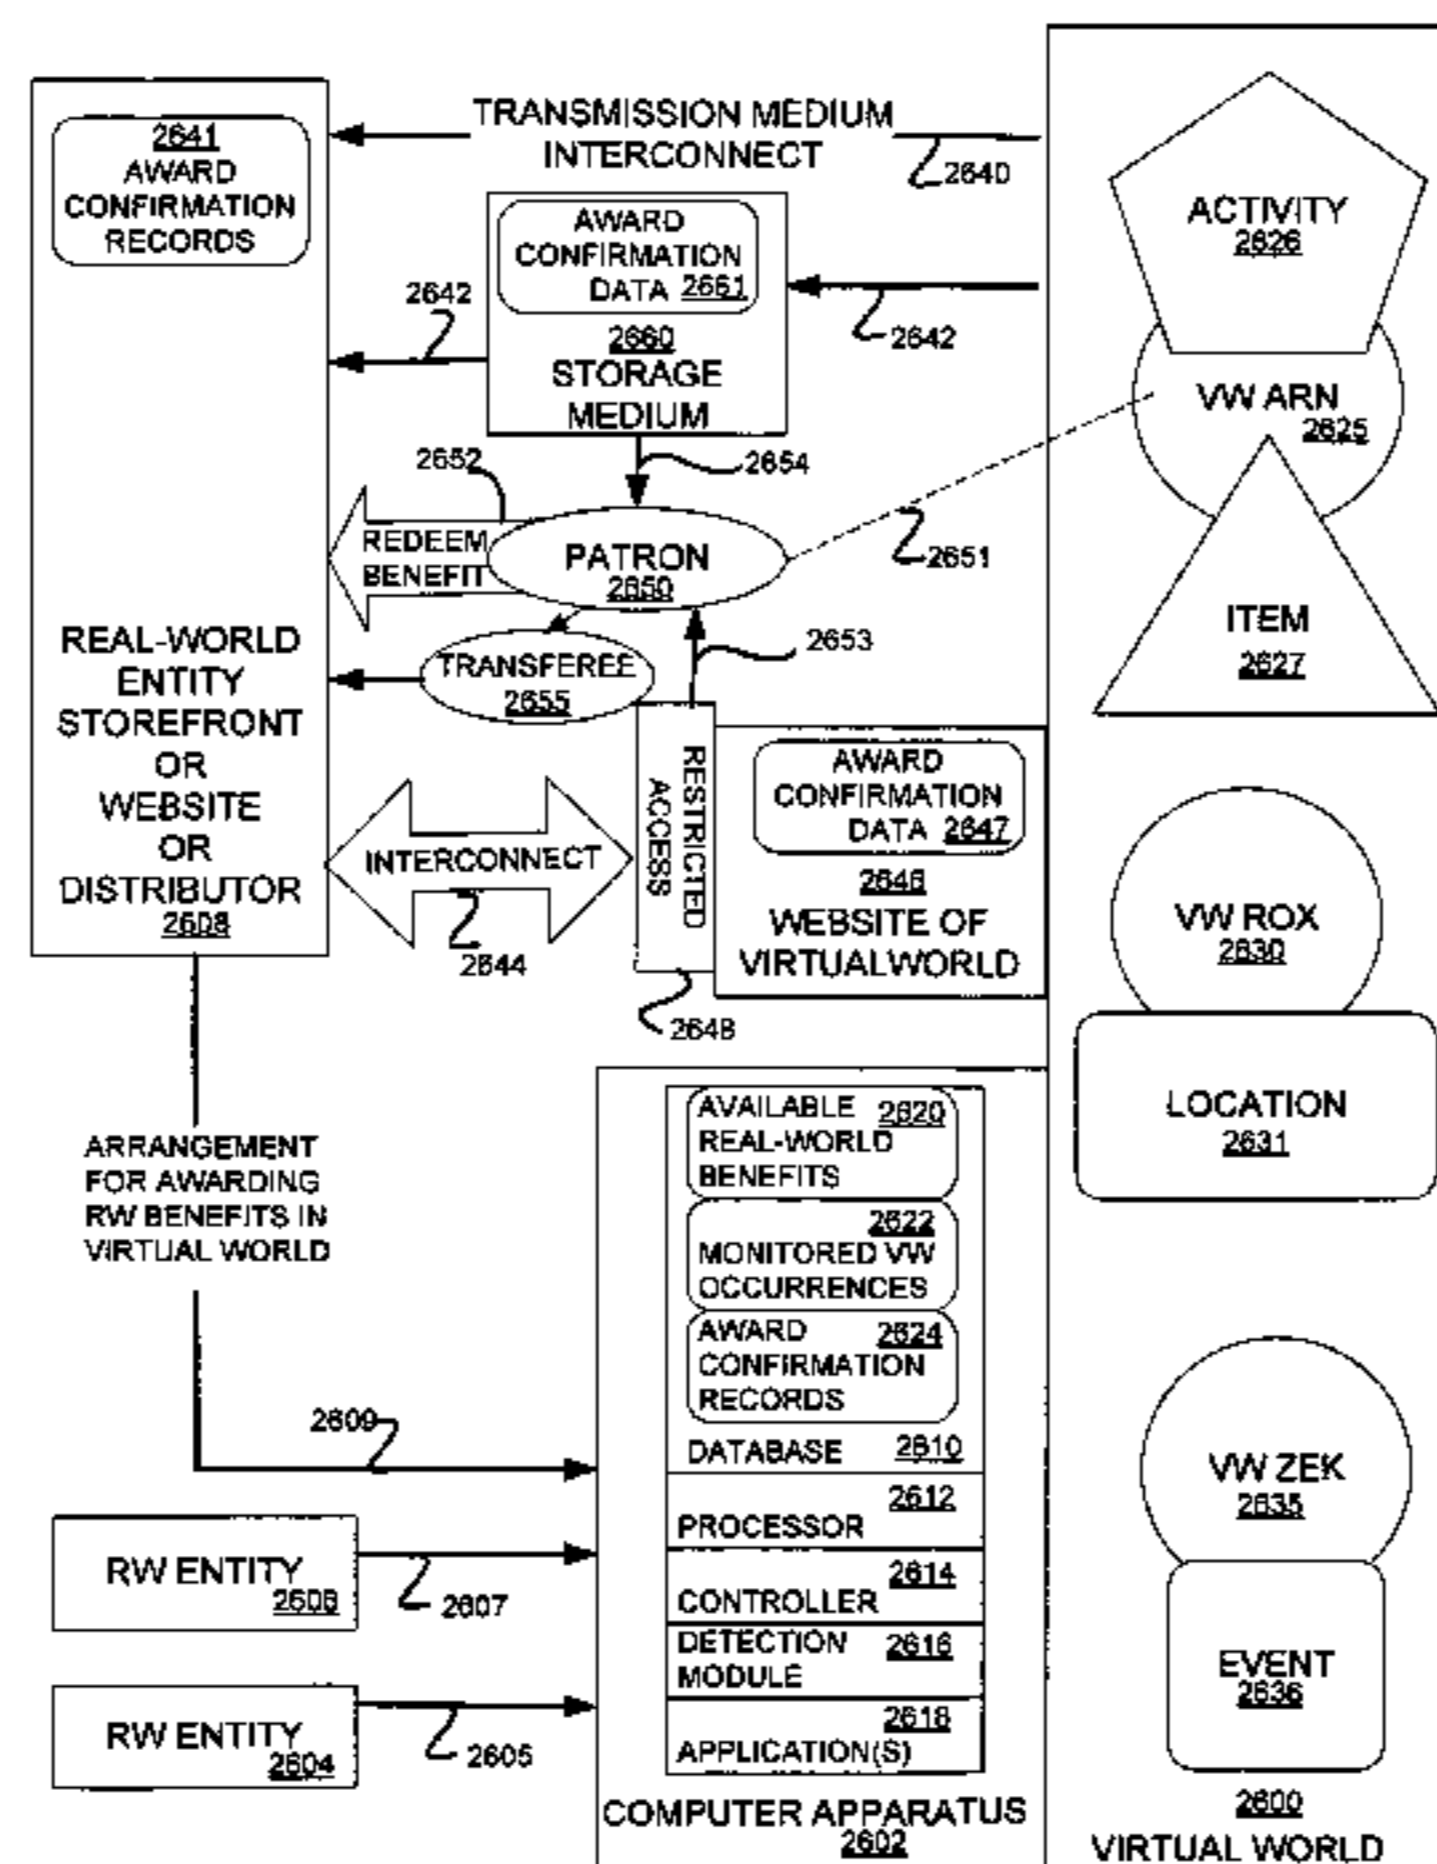 2641
AWARD
CONFIRMATION
RECORDS
TRANSMISSION MEDIUM
INTERCONNECT
2640
AWARD
CONFIRMATION
DATA 2661
2660
STORAGE
MEDIUM
2642
2642
2654
2652
REDEEM
BENEFIT
PATRON
2650
2651
TRANSFEREE
2655
2653
REAL-WORLD
ENTITY
STOREFRONT
OR
WEBSITE
OR
DISTRIBUTOR
2608
INTERCONNECT
2644
RESTRICTED
ACCESS
2648
AWARD
CONFIRMATION
DATA 2647
2646
WEBSITE OF
VIRTUALWORLD
ACTIVITY
2626
VW ARN
2625
ITEM
2627
VW ROX
2630
LOCATION
2631
VW ZEK
2635
EVENT
2636
2600
VIRTUAL WORLD
ARRANGEMENT
FOR AWARDING
RW BENEFITS IN
VIRTUAL WORLD
2609
RW ENTITY
2606
2607
RW ENTITY
2604
2605
AVAILABLE 2620
REAL-WORLD
BENEFITS
2622
MONITORED VW
OCCURRENCES
AWARD 2624
CONFIRMATION
RECORDS
DATABASE 2610
2612
PROCESSOR
2614
CONTROLLER
DETECTION 2616
MODULE
2618
APPLICATION(S)
COMPUTER APPARATUS
2602